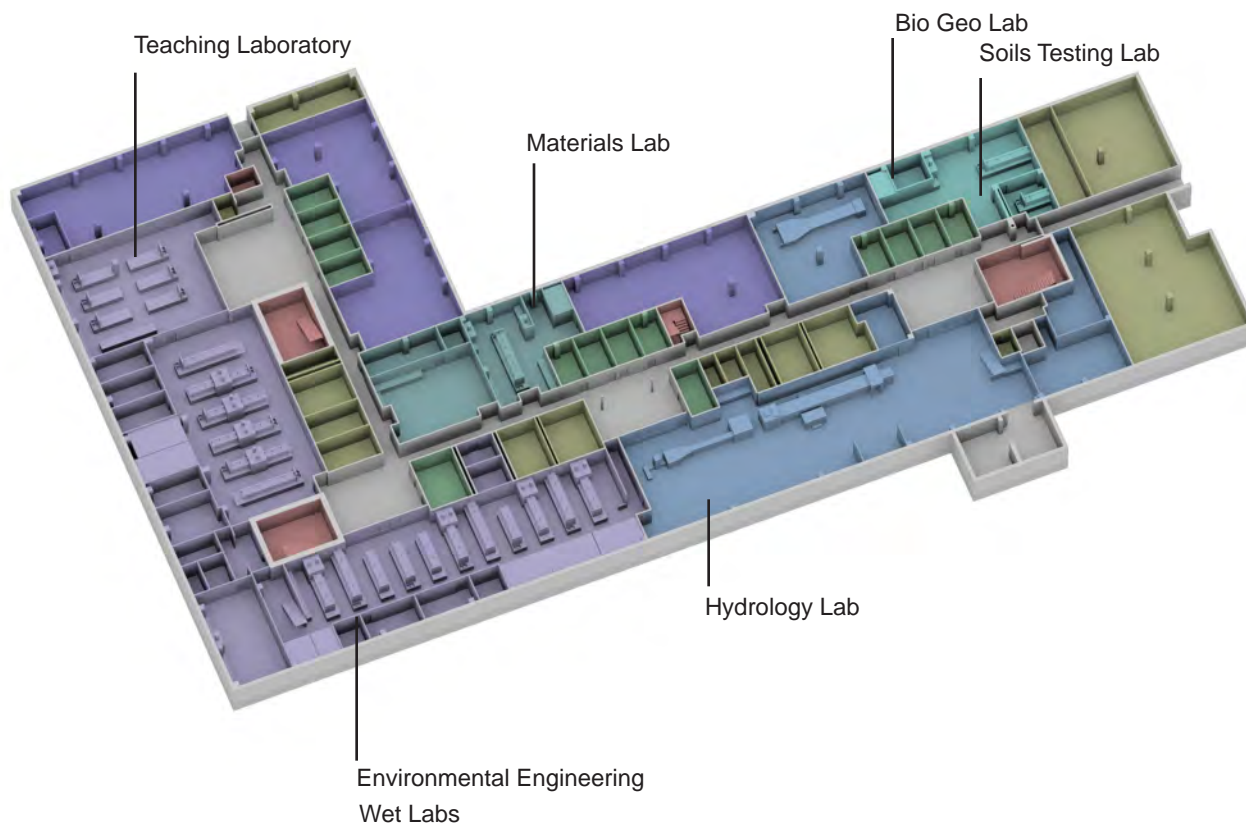 Bio Geo Lab
Teaching Laboratory
Soils Testing Lab
Materials Lab
Hydrology Lab
Environmental Engineering
Wet Labs